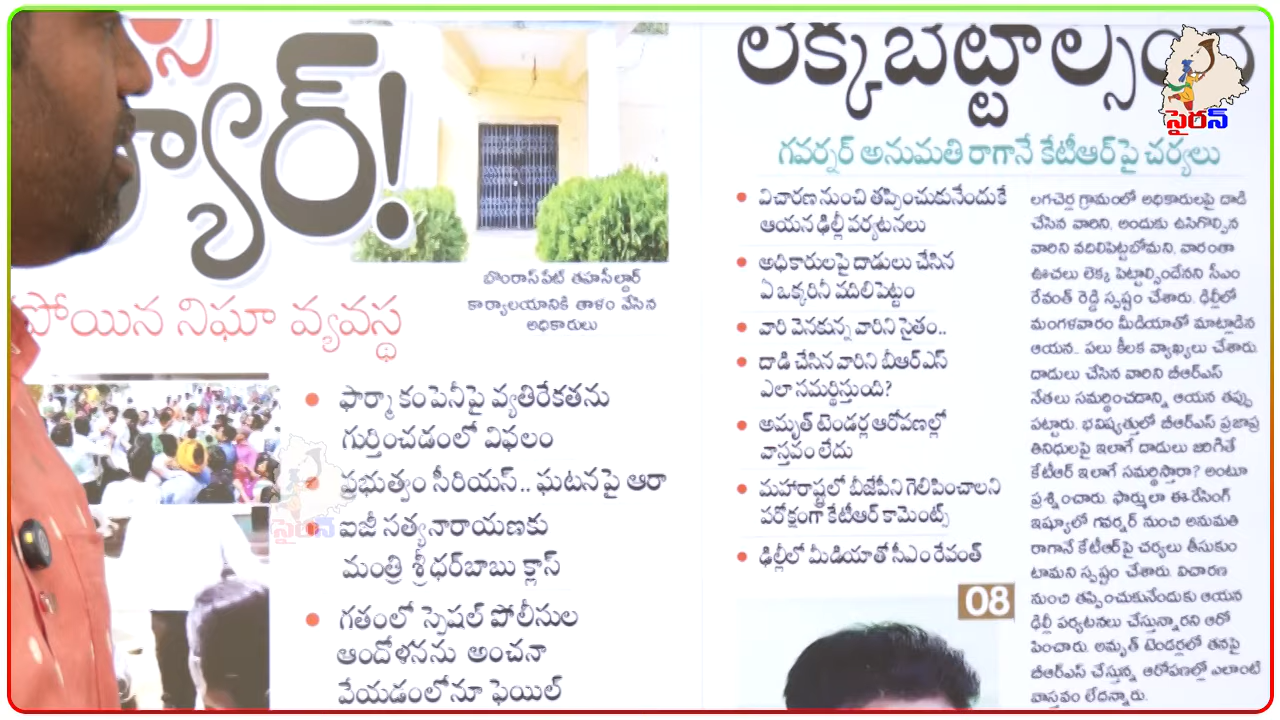 ్యార్!
పోయిన నిఘా వ్యవస్థ
బొంరాస్‌పేట్ తహసీల్దార్
కార్యాలయానికి తాళం వేసిన
అధికారులు
• ఫార్మా కంపెనీపై వ్యతిరేకతను
గుర్తించడంలో విఫలం
• ప్రభుత్వం సీరియస్.. ఘటనపై ఆరా
• ఐజీ సత్యనారాయణకు
మంత్రి శ్రీధర్‌బాబు క్లాస్
• గతంలో స్పెషల్ పోలీసుల
ఆందోళనను అంచనా
వేయడంలోనూ ఫెయిల్
సైరన్
లెక్కబెట్టాల్సిందే
సైరన్
గవర్నర్ అనుమతి రాగానే కేటీఆర్‌పై చర్యలు
• విచారణ నుంచి తప్పించుకునేందుకే
ఆయన ఢిల్లీ పర్యటనలు
• అధికారులపై దాడులు చేసిన
ఏ ఒక్కరినీ వదిలిపెట్టం
• వారి వెనకున్న వారిని సైతం..
• దాడి చేసిన వారిని బీఆర్ఎస్
ఎలా సమర్థిస్తుంది?
• అమృత్ టెండర్ల ఆరోపణల్లో
వాస్తవం లేదు
• మహారాష్ట్రలో బీజేపీని గెలిపించాలని
పరోక్షంగా కేటీఆర్ కామెంట్స్
• ఢిల్లీలో మీడియాతో సీఎం రేవంత్
08
లగచర్ల గ్రామంలో అధికారులపై దాడి
చేసిన వారిని, అందుకు ఉసిగొల్పిన
వారిని వదిలిపెట్టబోమని, వారంతా
ఊచలు లెక్క పెట్టాల్సిందేనని సీఎం
రేవంత్ రెడ్డి స్పష్టం చేశారు. ఢిల్లీలో
మంగళవారం మీడియాతో మాట్లాడిన
ఆయన.. పలు కీలక వ్యాఖ్యలు చేశారు.
దాడులు చేసిన వారిని బీఆర్ఎస్
నేతలు సమర్థించడాన్ని ఆయన తప్పు
పట్టారు. భవిష్యత్తులో బీఆర్ఎస్ ప్రజాప్ర
తినిధులపై ఇలాగే దాడులు జరిగితే
కేటీఆర్ ఇలాగే సమర్థిస్తారా? అంటూ
ప్రశ్నించారు. ఫార్ములా ఈ-రేసింగ్
ఇష్యూలో గవర్నర్ నుంచి అనుమతి
రాగానే కేటీఆర్‌పై చర్యలు తీసుకుం
టామని స్పష్టం చేశారు. విచారణ
నుంచి తప్పించుకునేందుకు ఆయన
ఢిల్లీ పర్యటనలు చేస్తున్నారని ఆరో
పించారు. అమృత్ టెండర్లలో తనపై
బీఆర్ఎస్ చేస్తున్న ఆరోపణల్లో ఎలాంటి
వాస్తవం లేదన్నారు.